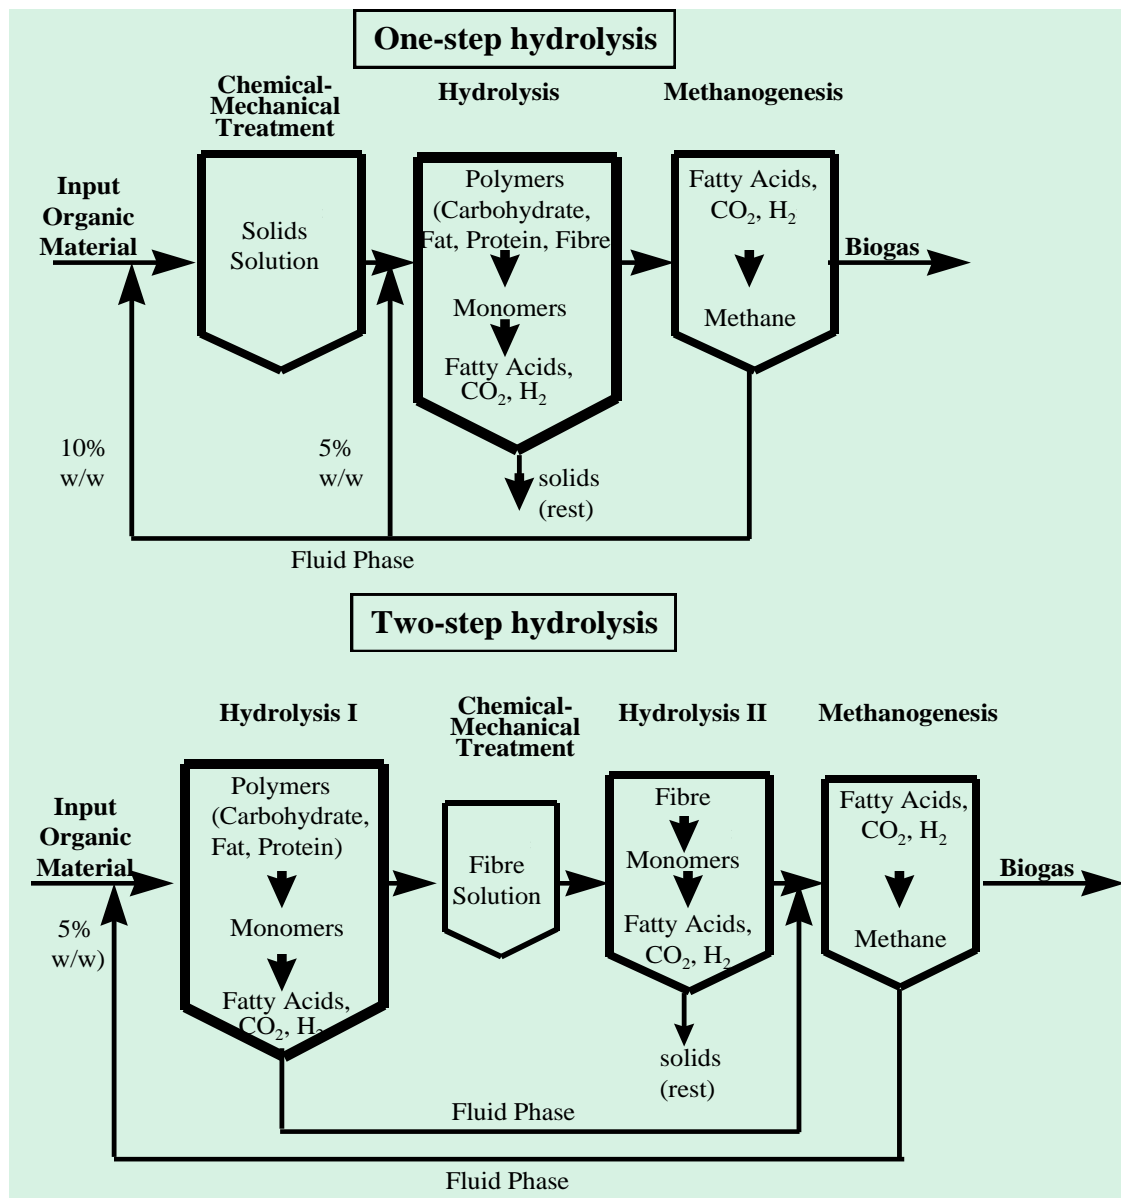 One-step hydrolysis
Chemical-
Mechanical
Treatment
Hydrolysis
Methanogenesis
Input
Organic
Material
Solids
Solution
Polymers
(Carbohydrate,
Fat, Protein, Fibre
Monomers
Fatty Acids,
CO₂, H₂
Fatty Acids,
CO₂, H₂
Methane
Biogas
10%
w/w
5%
w/w
solids
(rest)
Fluid Phase
Two-step hydrolysis
Hydrolysis I
Chemical-
Mechanical
Treatment
Hydrolysis II
Methanogenesis
Input
Organic
Material
5%
w/w)
Polymers
(Carbohydrate,
Fat, Protein)
Monomers
Fatty Acids,
CO₂, H₂
Fibre
Solution
Fibre
Monomers
Fatty Acids,
CO₂, H₂
solids
(rest)
Fatty Acids,
CO₂, H₂
Methane
Biogas
Fluid Phase
Fluid Phase